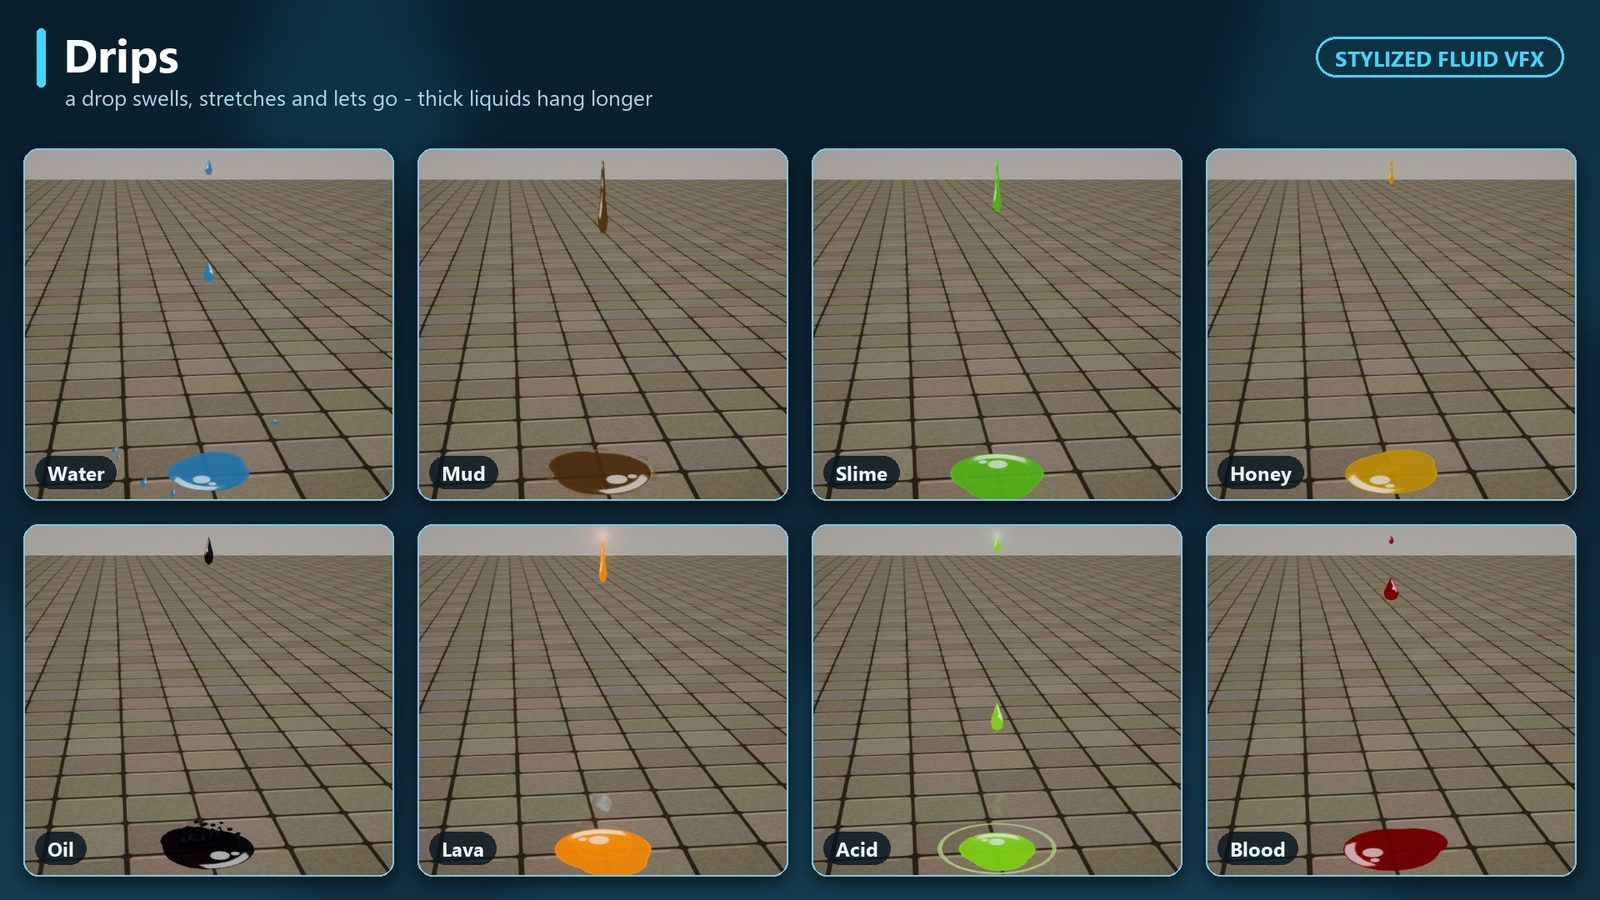 Drips
STYLIZED FLUID VFX
a drop swells, stretches and lets go - thick liquids hang longer
Water
Mud
Slime
Honey
Oil
Lava
Acid
Blood